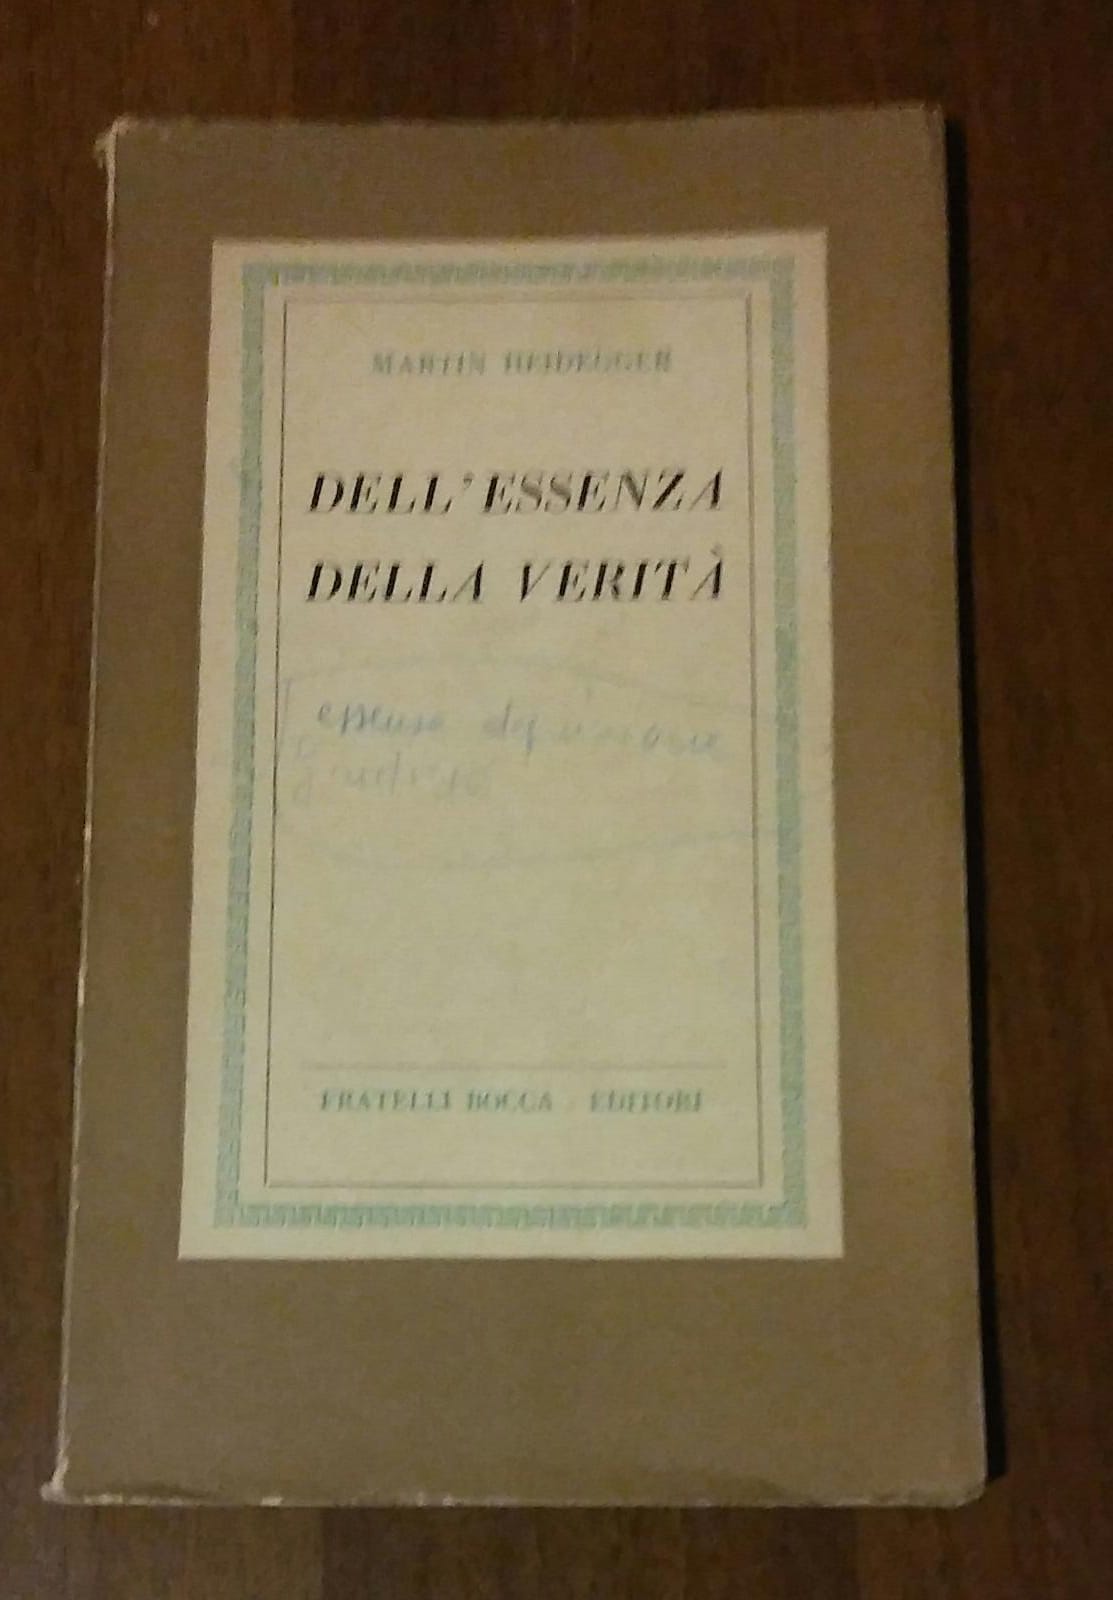 MARTIN HEIDEGGER
DELL'ESSENZA
DELLA VERITÀ
FRATELLI BOCCA - EDITORI